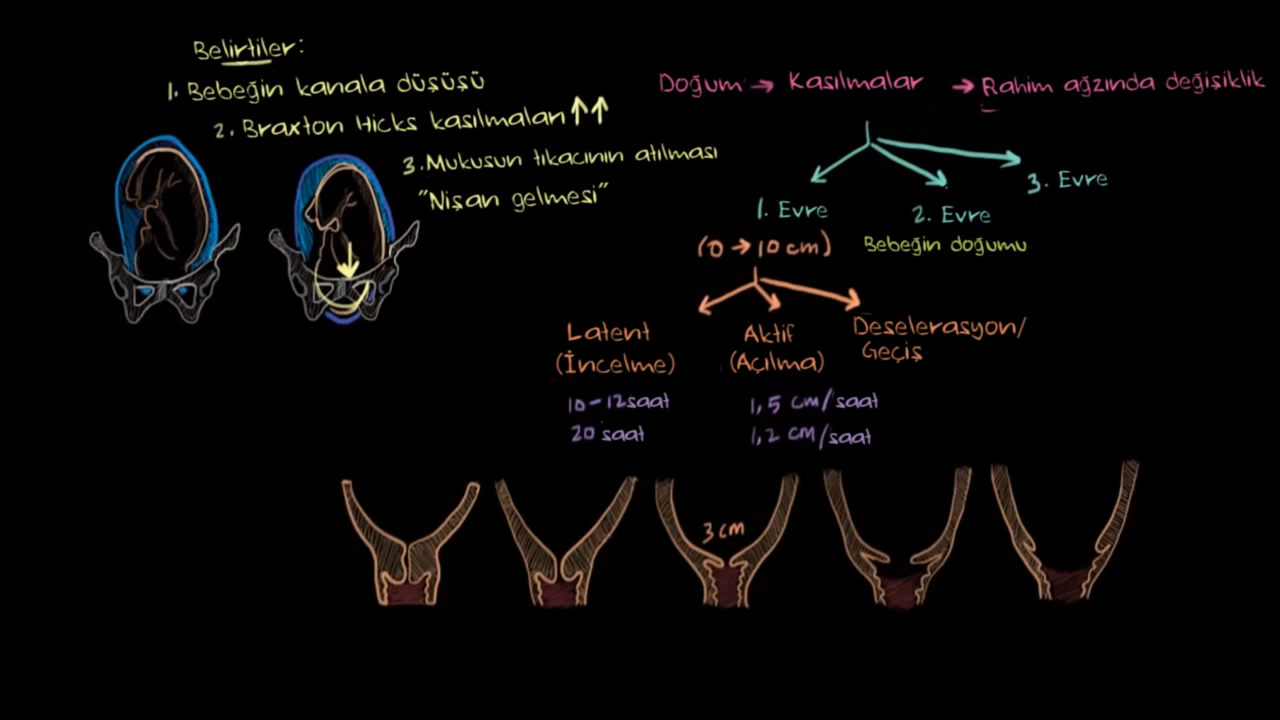 Belirtiler:
1. Bebeğin kanala düşüşü
2. Braxton Hicks kasılmaları
3. Mukusun tıkacının atılması
"Nişan gelmesi"
Doğum → Kasılmalar → Rahim ağzında değişiklik
1. Evre
2. Evre
3. Evre
(0 → 10 cm)
Bebeğin doğumu
Latent
(İncelme)
Aktif
(Açılma)
Deselerasyon/
Geçiş
10-12 saat
20 saat
1,5 cm/saat
1,2 cm/saat
3 cm